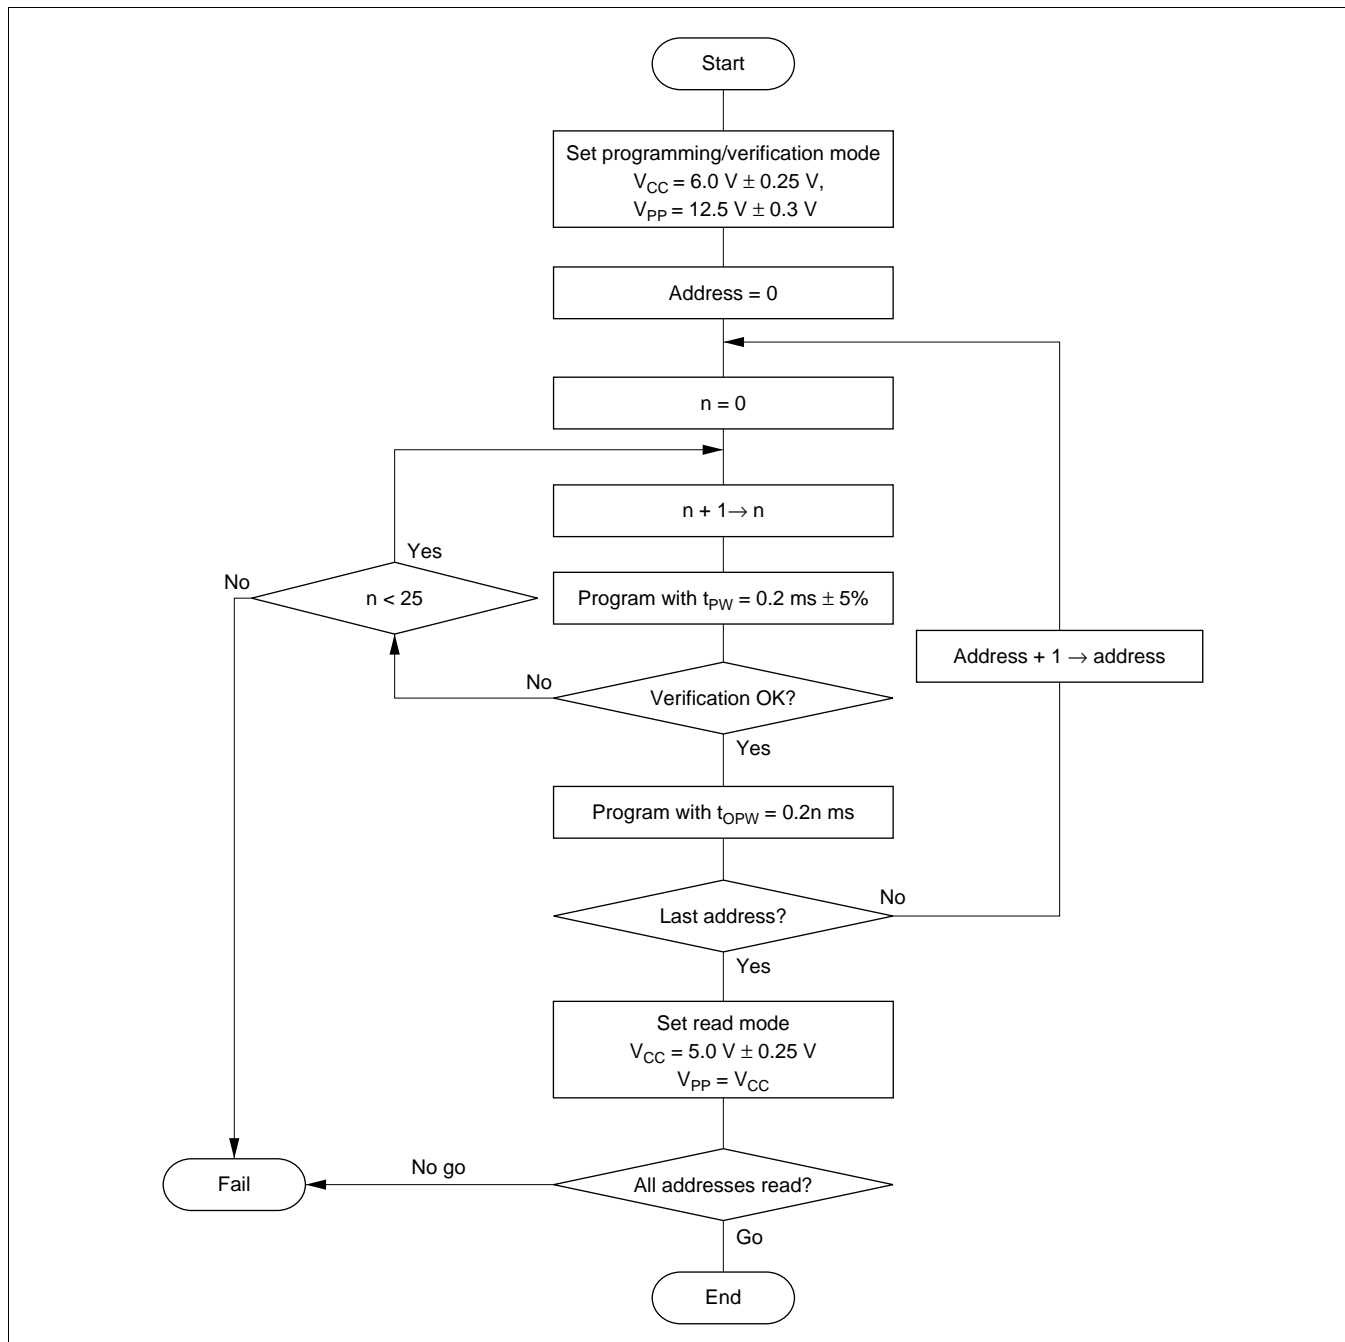 Start
Set programming/verification mode
VCC = 6.0 V ± 0.25 V,
VPP = 12.5 V ± 0.3 V
Address = 0
n = 0
n + 1→ n
Yes
No
n < 25
Program with tPW = 0.2 ms ± 5%
Address + 1 → address
No
Verification OK?
Yes
Program with tOPW = 0.2n ms
No
Last address?
Yes
Set read mode
VCC = 5.0 V ± 0.25 V
VPP = VCC
No go
Fail
All addresses read?
Go
End